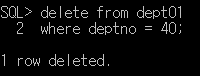 SQL> delete from dept01
  2  where deptno = 40;
1 row deleted.